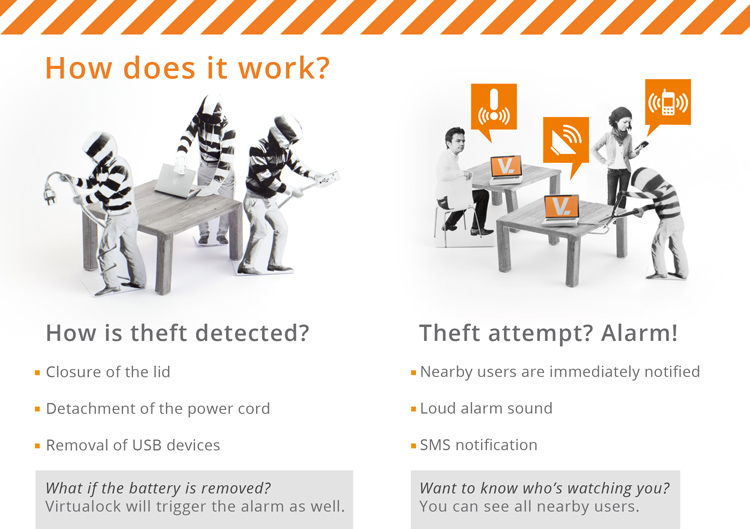 How does it work?
How is theft detected?
Closure of the lid
Detachment of the power cord
Removal of USB devices
What if the battery is removed?
Virtualock will trigger the alarm as well.
V
V
Theft attempt? Alarm!
Nearby users are immediately notified
Loud alarm sound
SMS notification
Want to know who's watching you?
You can see all nearby users.